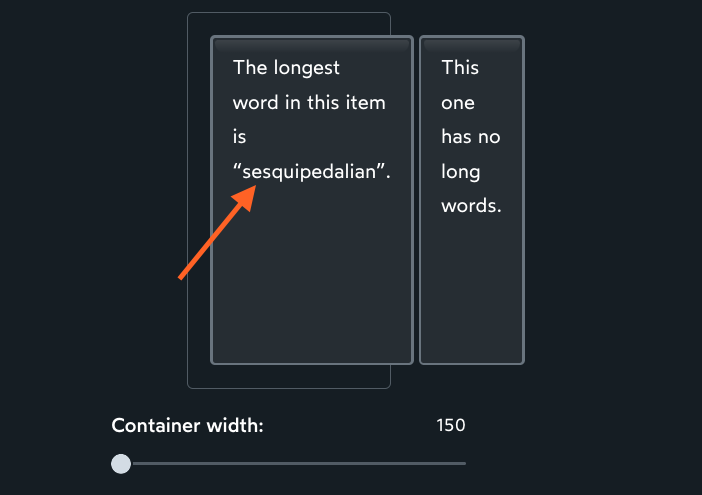 The longest
word in this item
is
“sesquipedalian”.
This
one
has no
long
words.
Container width:
150